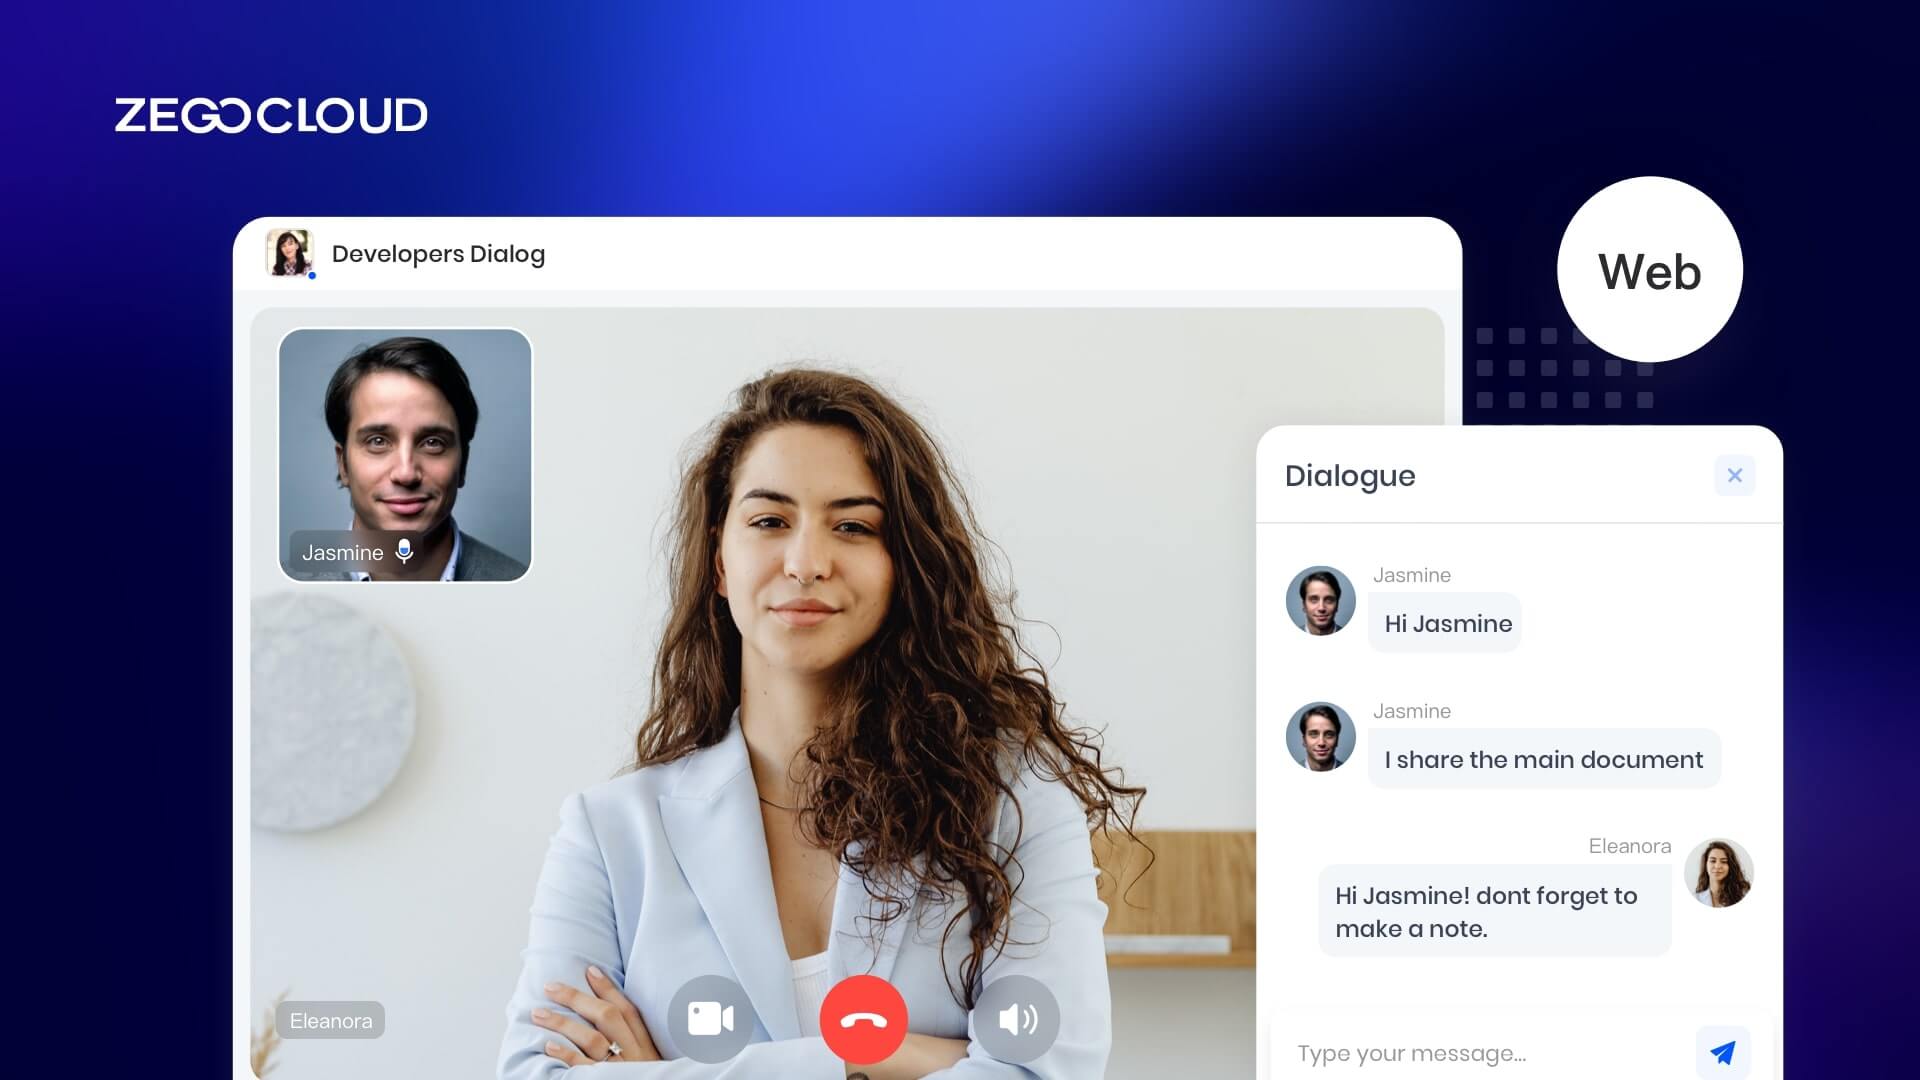 ZEGOCLOUD
Developers Dialog
Web
Jasmine
Eleanora
Dialogue
Jasmine
Hi Jasmine
Jasmine
I share the main document
Eleanora
Hi Jasmine! dont forget to
make a note.
Type your message...